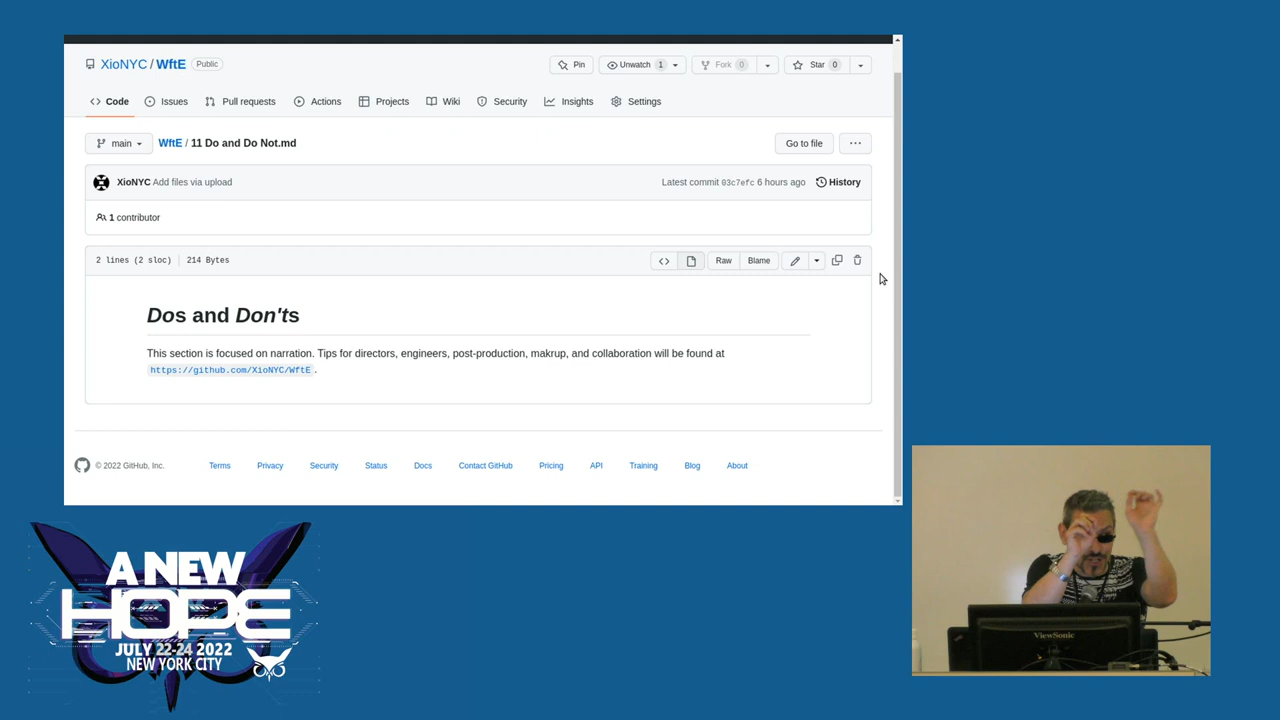 XioNYC / WftE Public
Pin Unwatch 1 Fork 0 Star 0
Code Issues Pull requests Actions Projects Wiki Security Insights Settings
main WftE / 11 Do and Do Not.md Go to file
XioNYC Add files via upload Latest commit 03c7efc 6 hours ago History
1 contributor
2 lines (2 sloc) 214 Bytes Raw Blame
Dos and Don'ts
This section is focused on narration. Tips for directors, engineers, post-production, makrup, and collaboration will be found at
https://github.com/XioNYC/WftE.
© 2022 GitHub, Inc. Terms Privacy Security Status Docs Contact GitHub Pricing API Training Blog About
A NEW
HOPE
JULY 22-24 2022
NEW YORK CITY
ViewSonic